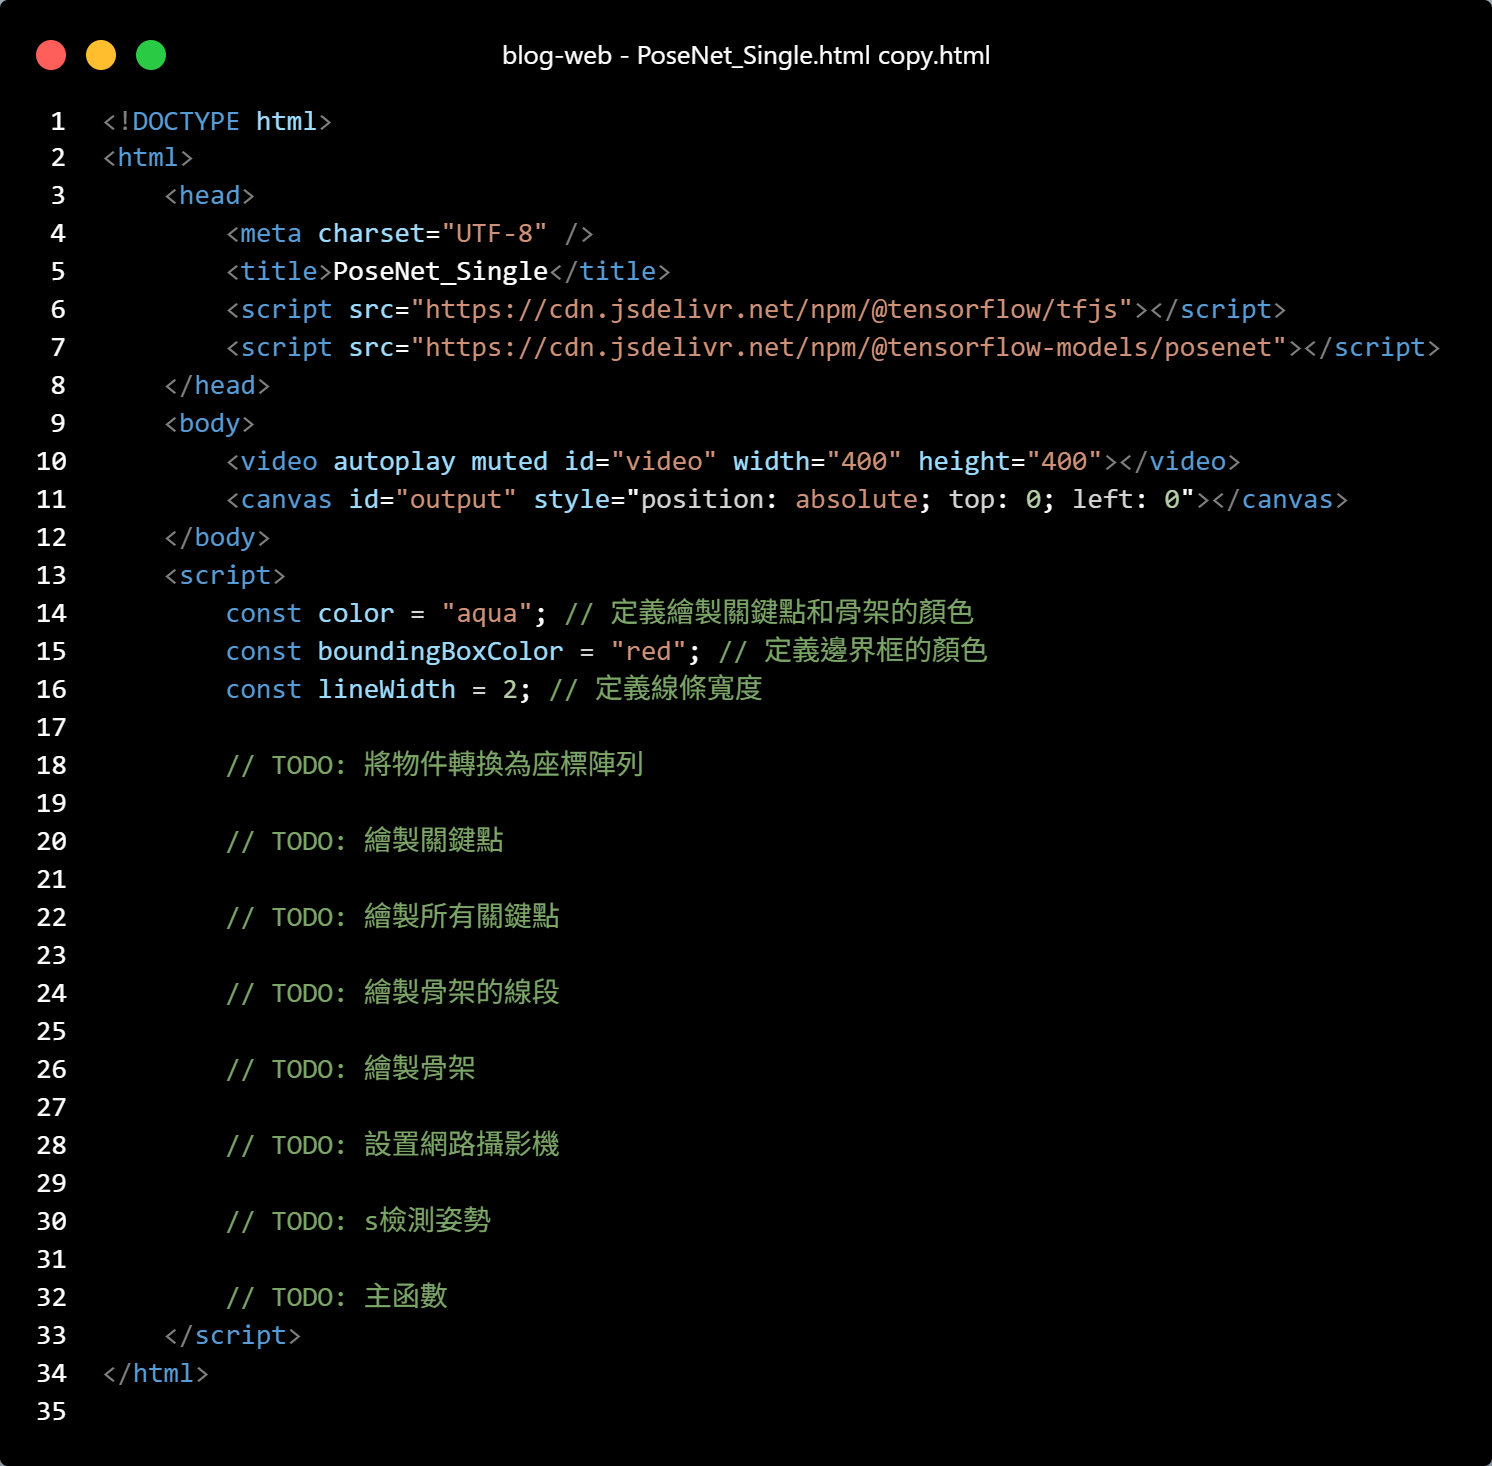 blog-web - PoseNet_Single.html copy.html
1 <!DOCTYPE html>
2 <html>
3     <head>
4         <meta charset="UTF-8" />
5         <title>PoseNet_Single</title>
6         <script src="https://cdn.jsdelivr.net/npm/@tensorflow/tfjs"></script>
7         <script src="https://cdn.jsdelivr.net/npm/@tensorflow-models/posenet"></script>
8     </head>
9     <body>
10         <video autoplay muted id="video" width="400" height="400"></video>
11         <canvas id="output" style="position: absolute; top: 0; left: 0"></canvas>
12     </body>
13     <script>
14         const color = "aqua"; // 定義繪製關鍵點和骨架的顏色
15         const boundingBoxColor = "red"; // 定義邊界框的顏色
16         const lineWidth = 2; // 定義線條寬度
17
18         // TODO: 將物件轉換為座標陣列
19
20         // TODO: 繪製關鍵點
21
22         // TODO: 繪製所有關鍵點
23
24         // TODO: 繪製骨架的線段
25
26         // TODO: 繪製骨架
27
28         // TODO: 設置網路攝影機
29
30         // TODO: s檢測姿勢
31
32         // TODO: 主函數
33     </script>
34 </html>
35